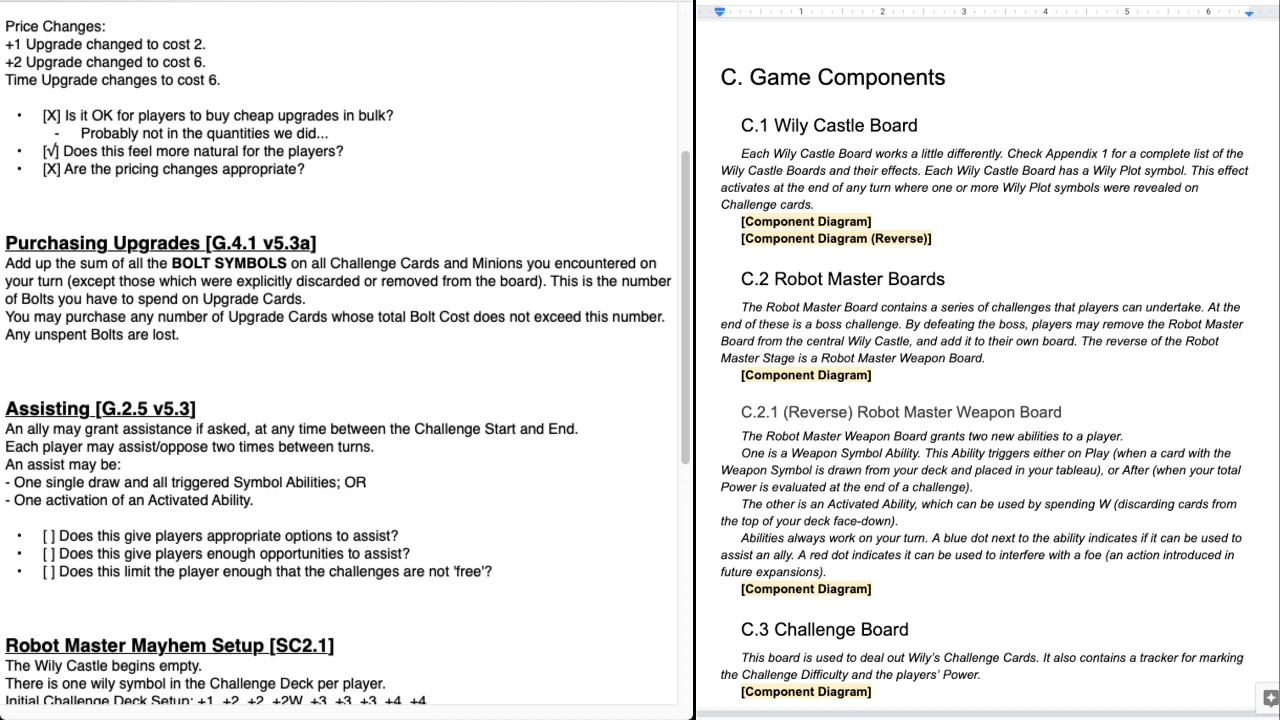 Price Changes:
+1 Upgrade changed to cost 2.
+2 Upgrade changed to cost 6.
Time Upgrade changes to cost 6.
• [X] Is it OK for players to buy cheap upgrades in bulk?
- Probably not in the quantities we did...
• [√] Does this feel more natural for the players?
• [X] Are the pricing changes appropriate?
Purchasing Upgrades [G.4.1 v5.3a]
Add up the sum of all the BOLT SYMBOLS on all Challenge Cards and Minions you encountered on
your turn (except those which were explicitly discarded or removed from the board). This is the number
of Bolts you have to spend on Upgrade Cards.
You may purchase any number of Upgrade Cards whose total Bolt Cost does not exceed this number.
Any unspent Bolts are lost.
Assisting [G.2.5 v5.3]
An ally may grant assistance if asked, at any time between the Challenge Start and End.
Each player may assist/oppose two times between turns.
An assist may be:
- One single draw and all triggered Symbol Abilities; OR
- One activation of an Activated Ability.
• [ ] Does this give players appropriate options to assist?
• [ ] Does this give players enough opportunities to assist?
• [ ] Does this limit the player enough that the challenges are not 'free'?
Robot Master Mayhem Setup [SC2.1]
The Wily Castle begins empty.
There is one wily symbol in the Challenge Deck per player.
Initial Challenge Deck Setup: +1, +2, +2, +2W, +3, +3, +3, +4, +4
1 2 3 4 5 6
C. Game Components
C.1 Wily Castle Board
Each Wily Castle Board works a little differently. Check Appendix 1 for a complete list of the
Wily Castle Boards and their effects. Each Wily Castle Board has a Wily Plot symbol. This effect
activates at the end of any turn where one or more Wily Plot symbols were revealed on
Challenge cards.
[Component Diagram]
[Component Diagram (Reverse)]
C.2 Robot Master Boards
The Robot Master Board contains a series of challenges that players can undertake. At the
end of these is a boss challenge. By defeating the boss, players may remove the Robot Master
Board from the central Wily Castle, and add it to their own board. The reverse of the Robot
Master Stage is a Robot Master Weapon Board.
[Component Diagram]
C.2.1 (Reverse) Robot Master Weapon Board
The Robot Master Weapon Board grants two new abilities to a player.
One is a Weapon Symbol Ability. This Ability triggers either on Play (when a card with the
Weapon Symbol is drawn from your deck and placed in your tableau), or After (when your total
Power is evaluated at the end of a challenge).
The other is an Activated Ability, which can be used by spending W (discarding cards from
the top of your deck face-down).
Abilities always work on your turn. A blue dot next to the ability indicates if it can be used to
assist an ally. A red dot indicates it can be used to interfere with a foe (an action introduced in
future expansions).
[Component Diagram]
C.3 Challenge Board
This board is used to deal out Wily's Challenge Cards. It also contains a tracker for marking
the Challenge Difficulty and the players' Power.
[Component Diagram]